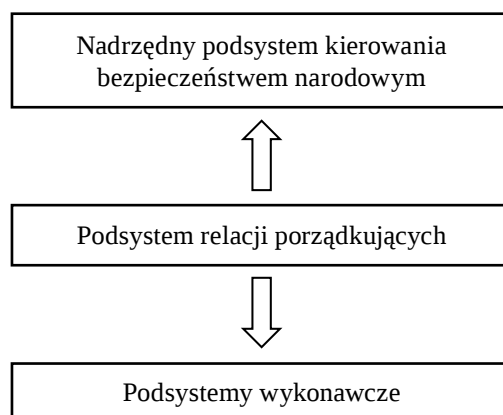 Nadrzędny podsystem kierowania
bezpieczeństwem narodowym
Podsystem relacji porządkujących
Podsystemy wykonawcze